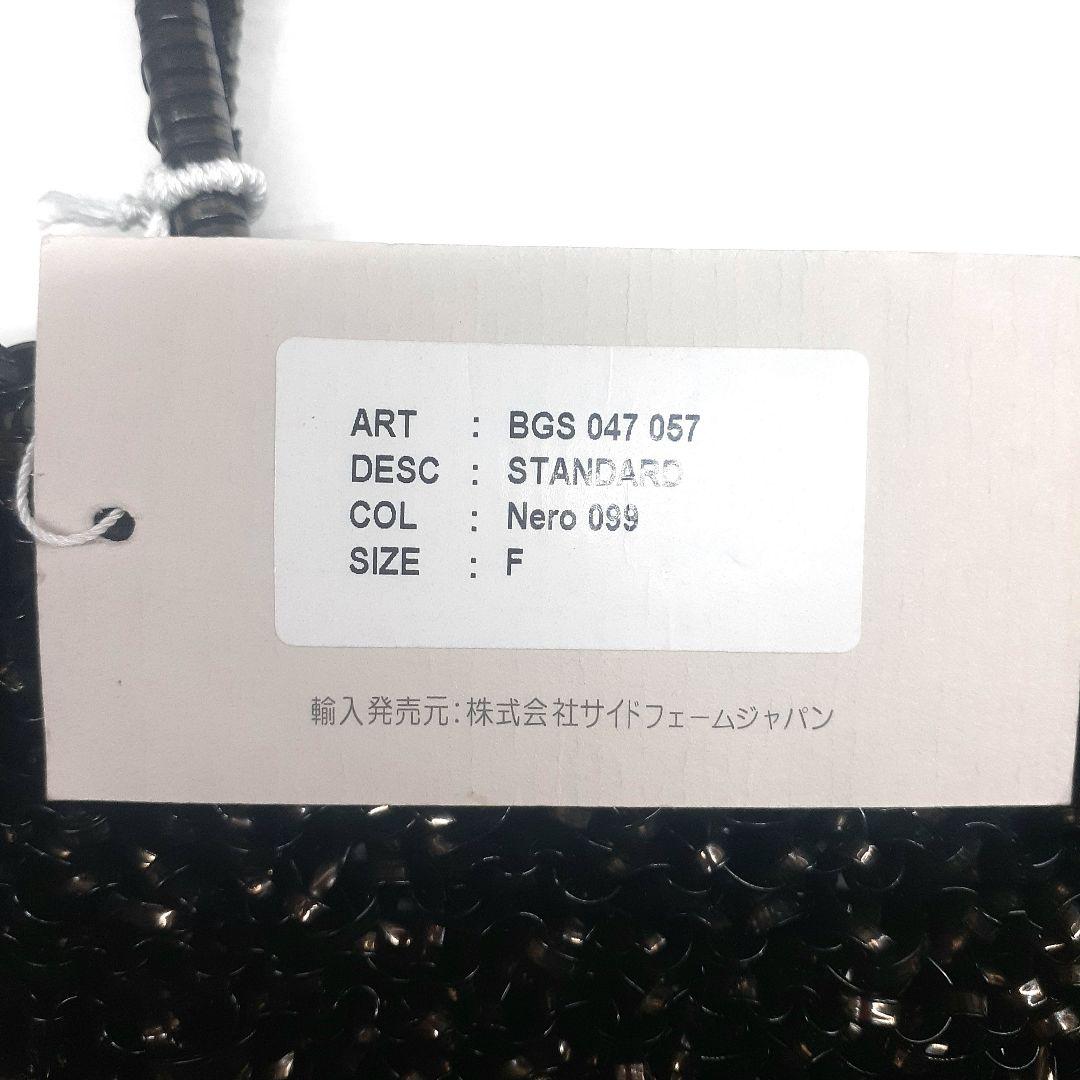 ART : BGS 047 057
DESC : STANDARD
COL : Nero 099
SIZE : F
輸入発売元:株式会社サイドフェームジャパン